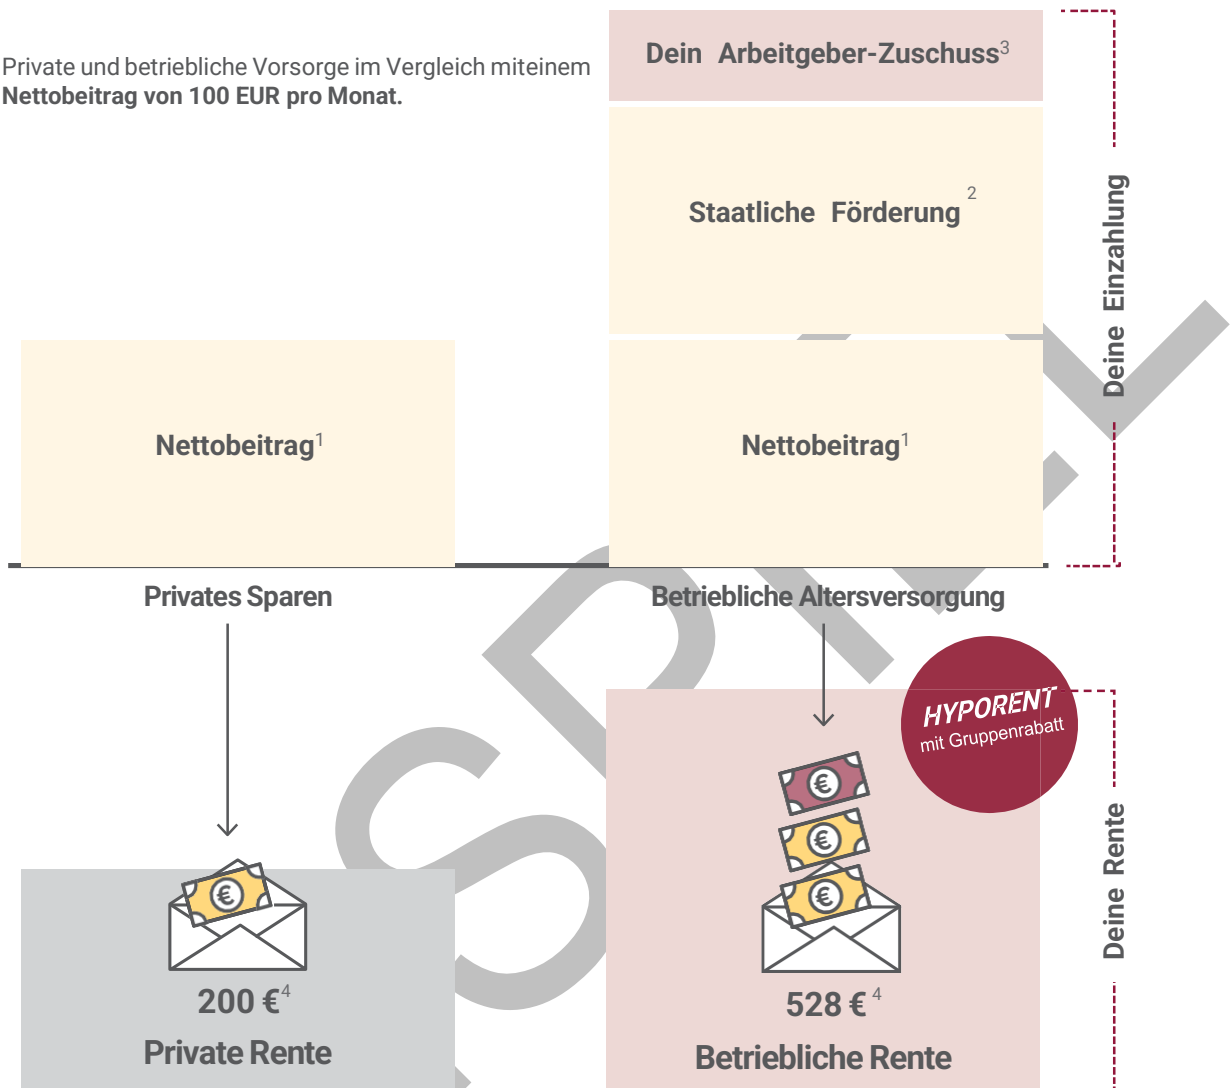 Private und betriebliche Vorsorge im Vergleich miteinem
Nettobeitrag von 100 EUR pro Monat.
Dein Arbeitgeber-Zuschuss³
Staatliche Förderung ²
Nettobeitrag¹
Nettobeitrag¹
Deine Einzahlung
Privates Sparen
Betriebliche Altersversorgung
HYPORENT
mit Gruppenrabatt
€
€
€
€
200 €⁴
Private Rente
528 € ⁴
Betriebliche Rente
Deine Rente